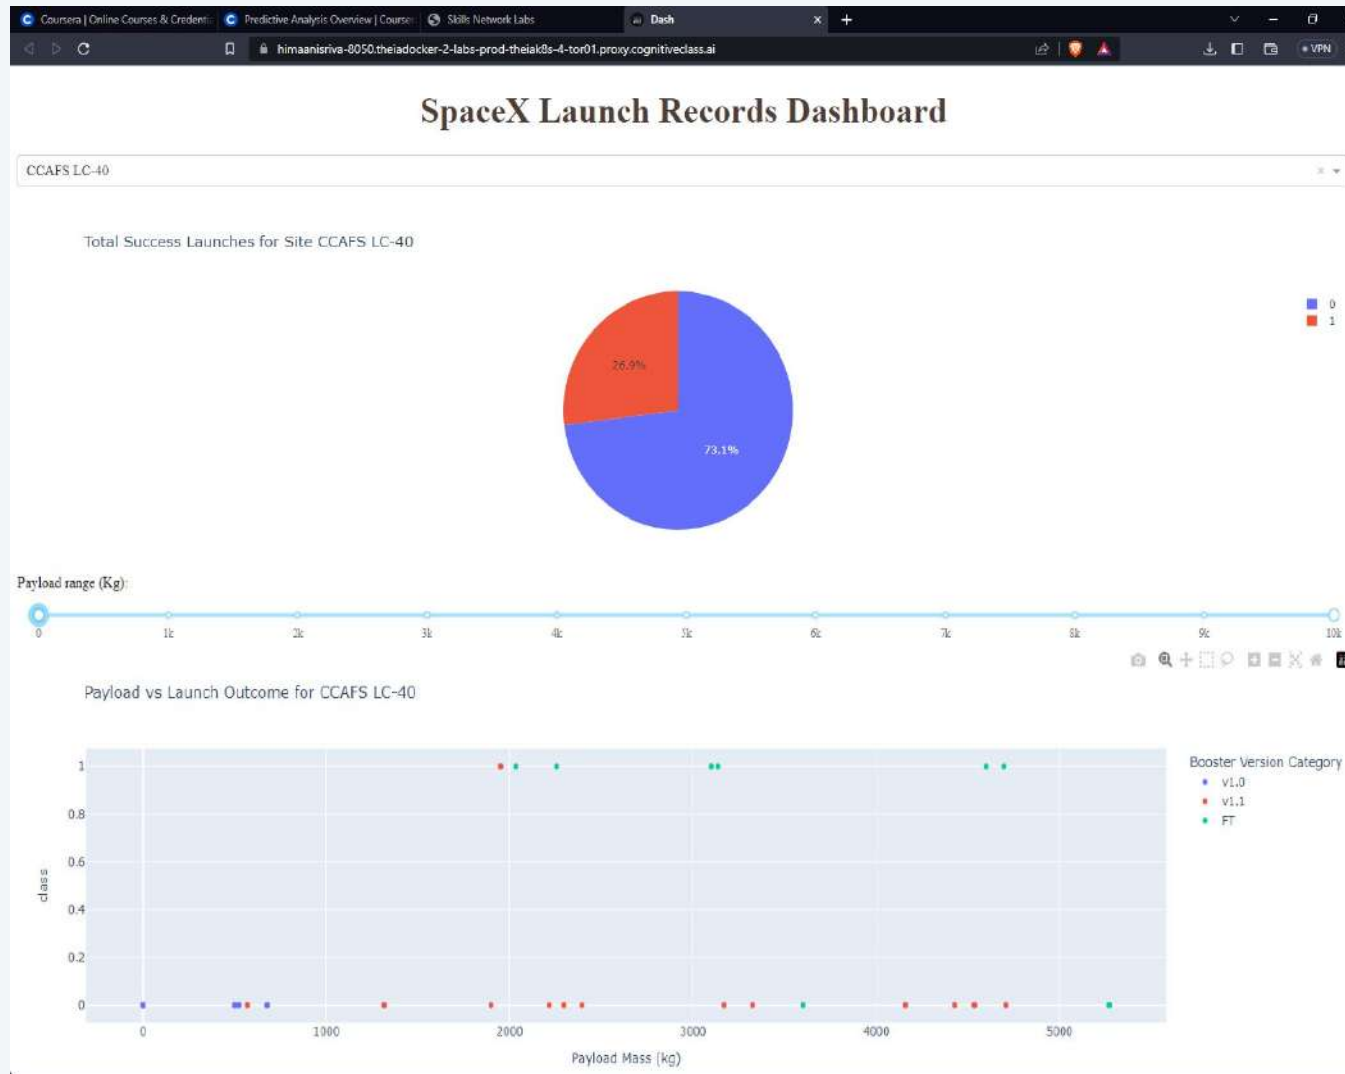 Coursera | Online Courses & Credenti
Predictive Analysis Overview | Course
Skills Network Labs
Dash
himaanisriva-8050.theiadocker-2-labs-prod-theiak8s-4-tor01.proxy.cognitiveclass.ai
VPN
SpaceX Launch Records Dashboard
CCAFS LC-40
Total Success Launches for Site CCAFS LC-40
0
1
26.9%
73.1%
Payload range (Kg):
0 1k 2k 3k 4k 5k 6k 7k 8k 9k 10k
Payload vs Launch Outcome for CCAFS LC-40
Booster Version Category
v1.0
v1.1
FT
1
0.8
0.6
0.4
0.2
0
class
0 1000 2000 3000 4000 5000
Payload Mass (kg)